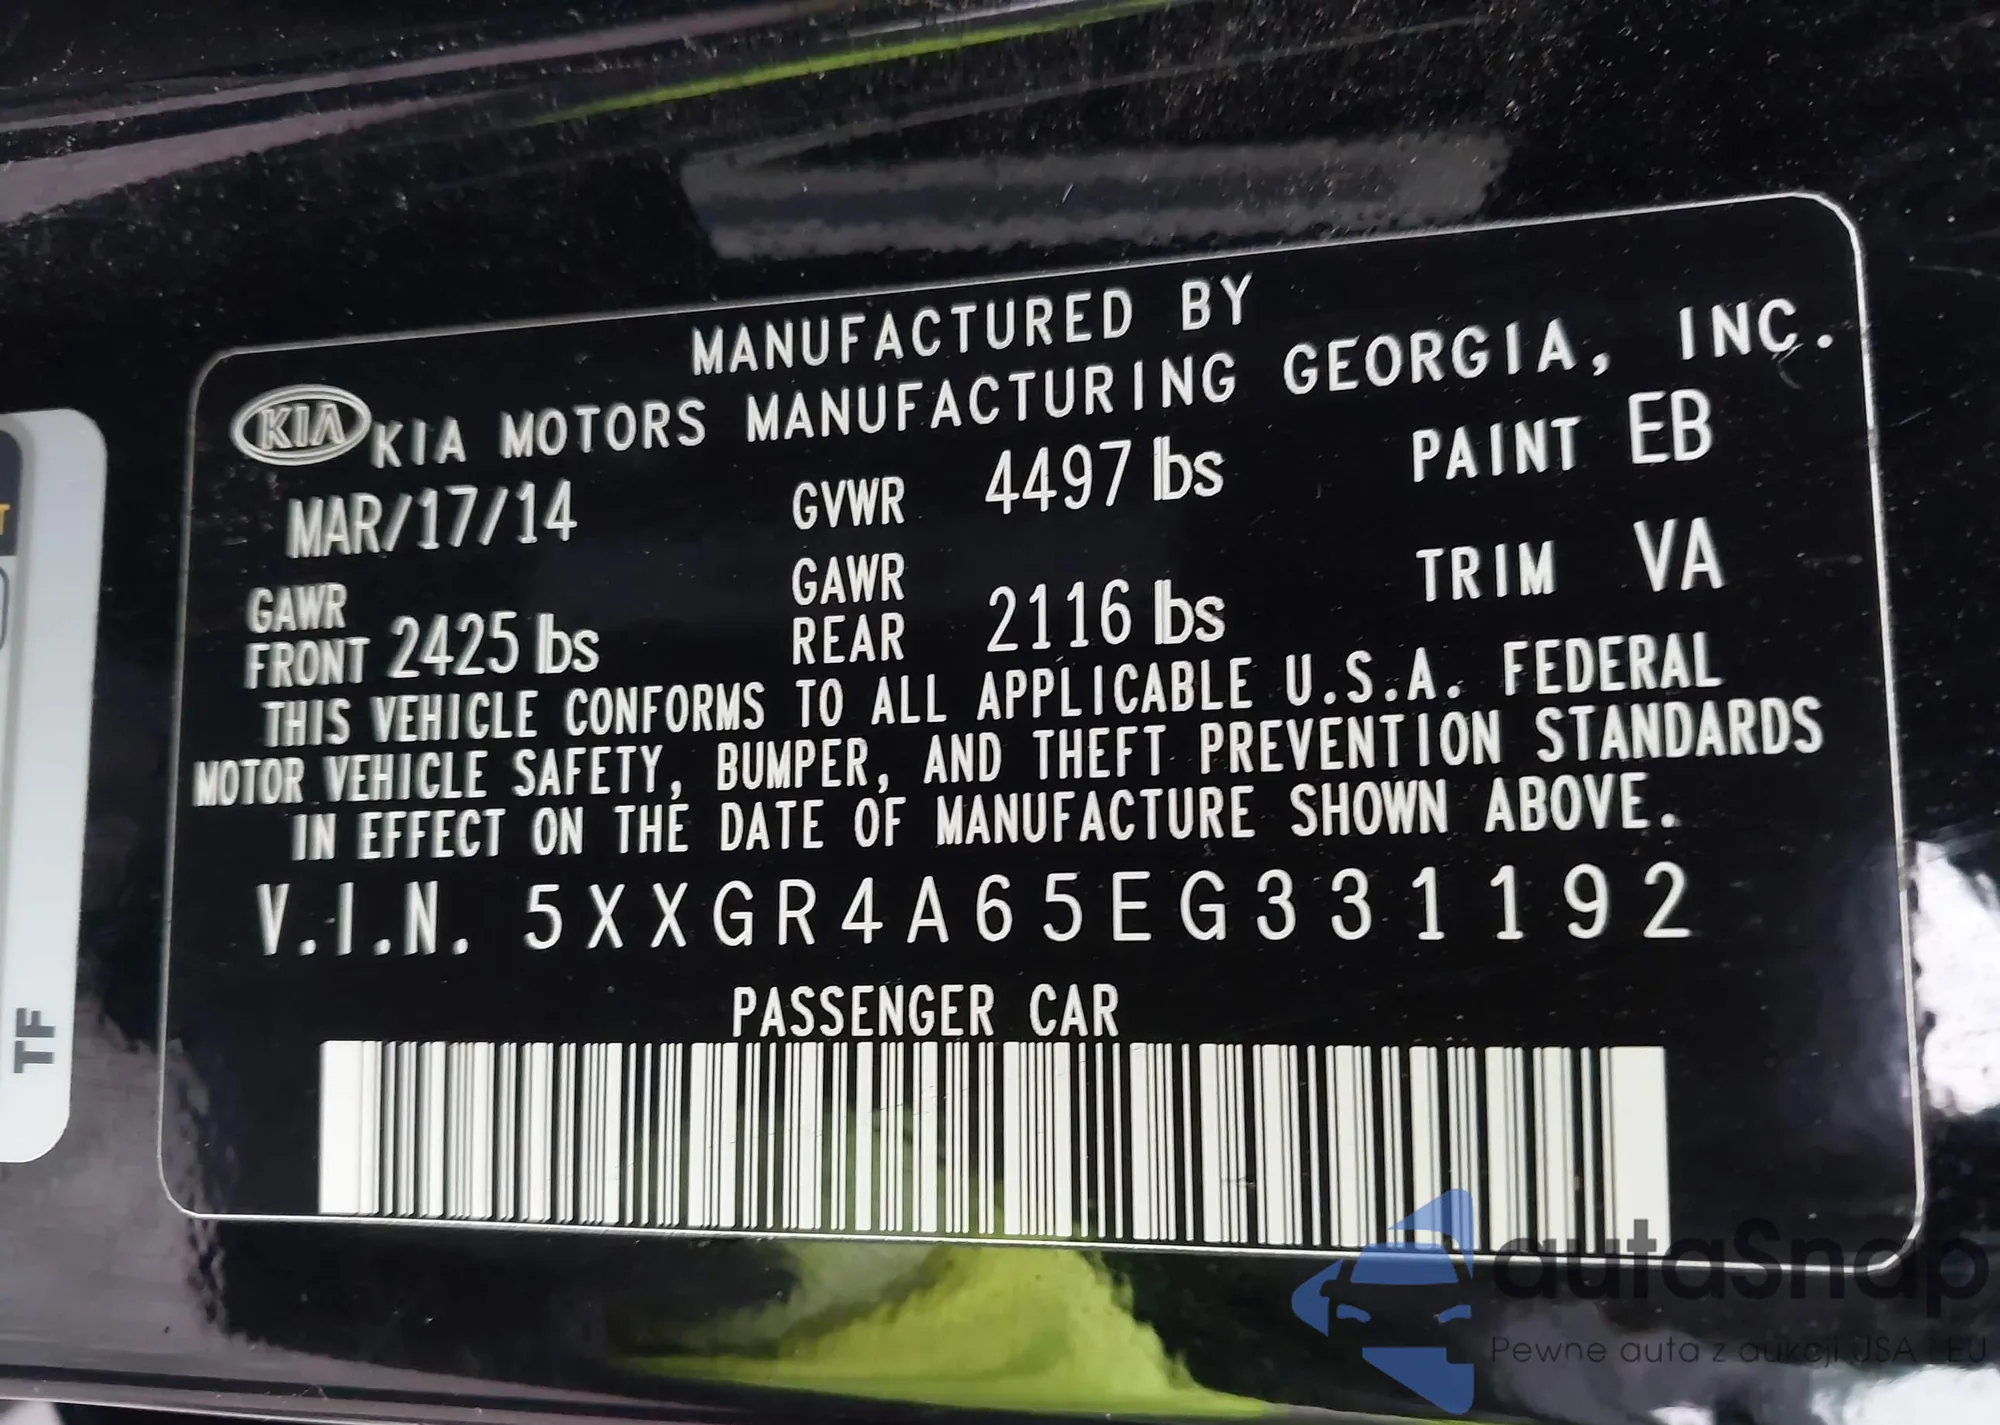 MANUFACTURED BY
KIA KIA MOTORS MANUFACTURING GEORGIA, INC.
MAR/17/14 GVWR 4497 lbs PAINT EB
GAWR FRONT 2425 lbs GAWR REAR 2116 lbs TRIM VA
THIS VEHICLE CONFORMS TO ALL APPLICABLE U.S.A. FEDERAL
MOTOR VEHICLE SAFETY, BUMPER, AND THEFT PREVENTION STANDARDS
IN EFFECT ON THE DATE OF MANUFACTURE SHOWN ABOVE.
V.I.N. 5XXGR4A65EG331192
PASSENGER CAR
TF
autaSnap
Pewne auta z aukcji USA i EU